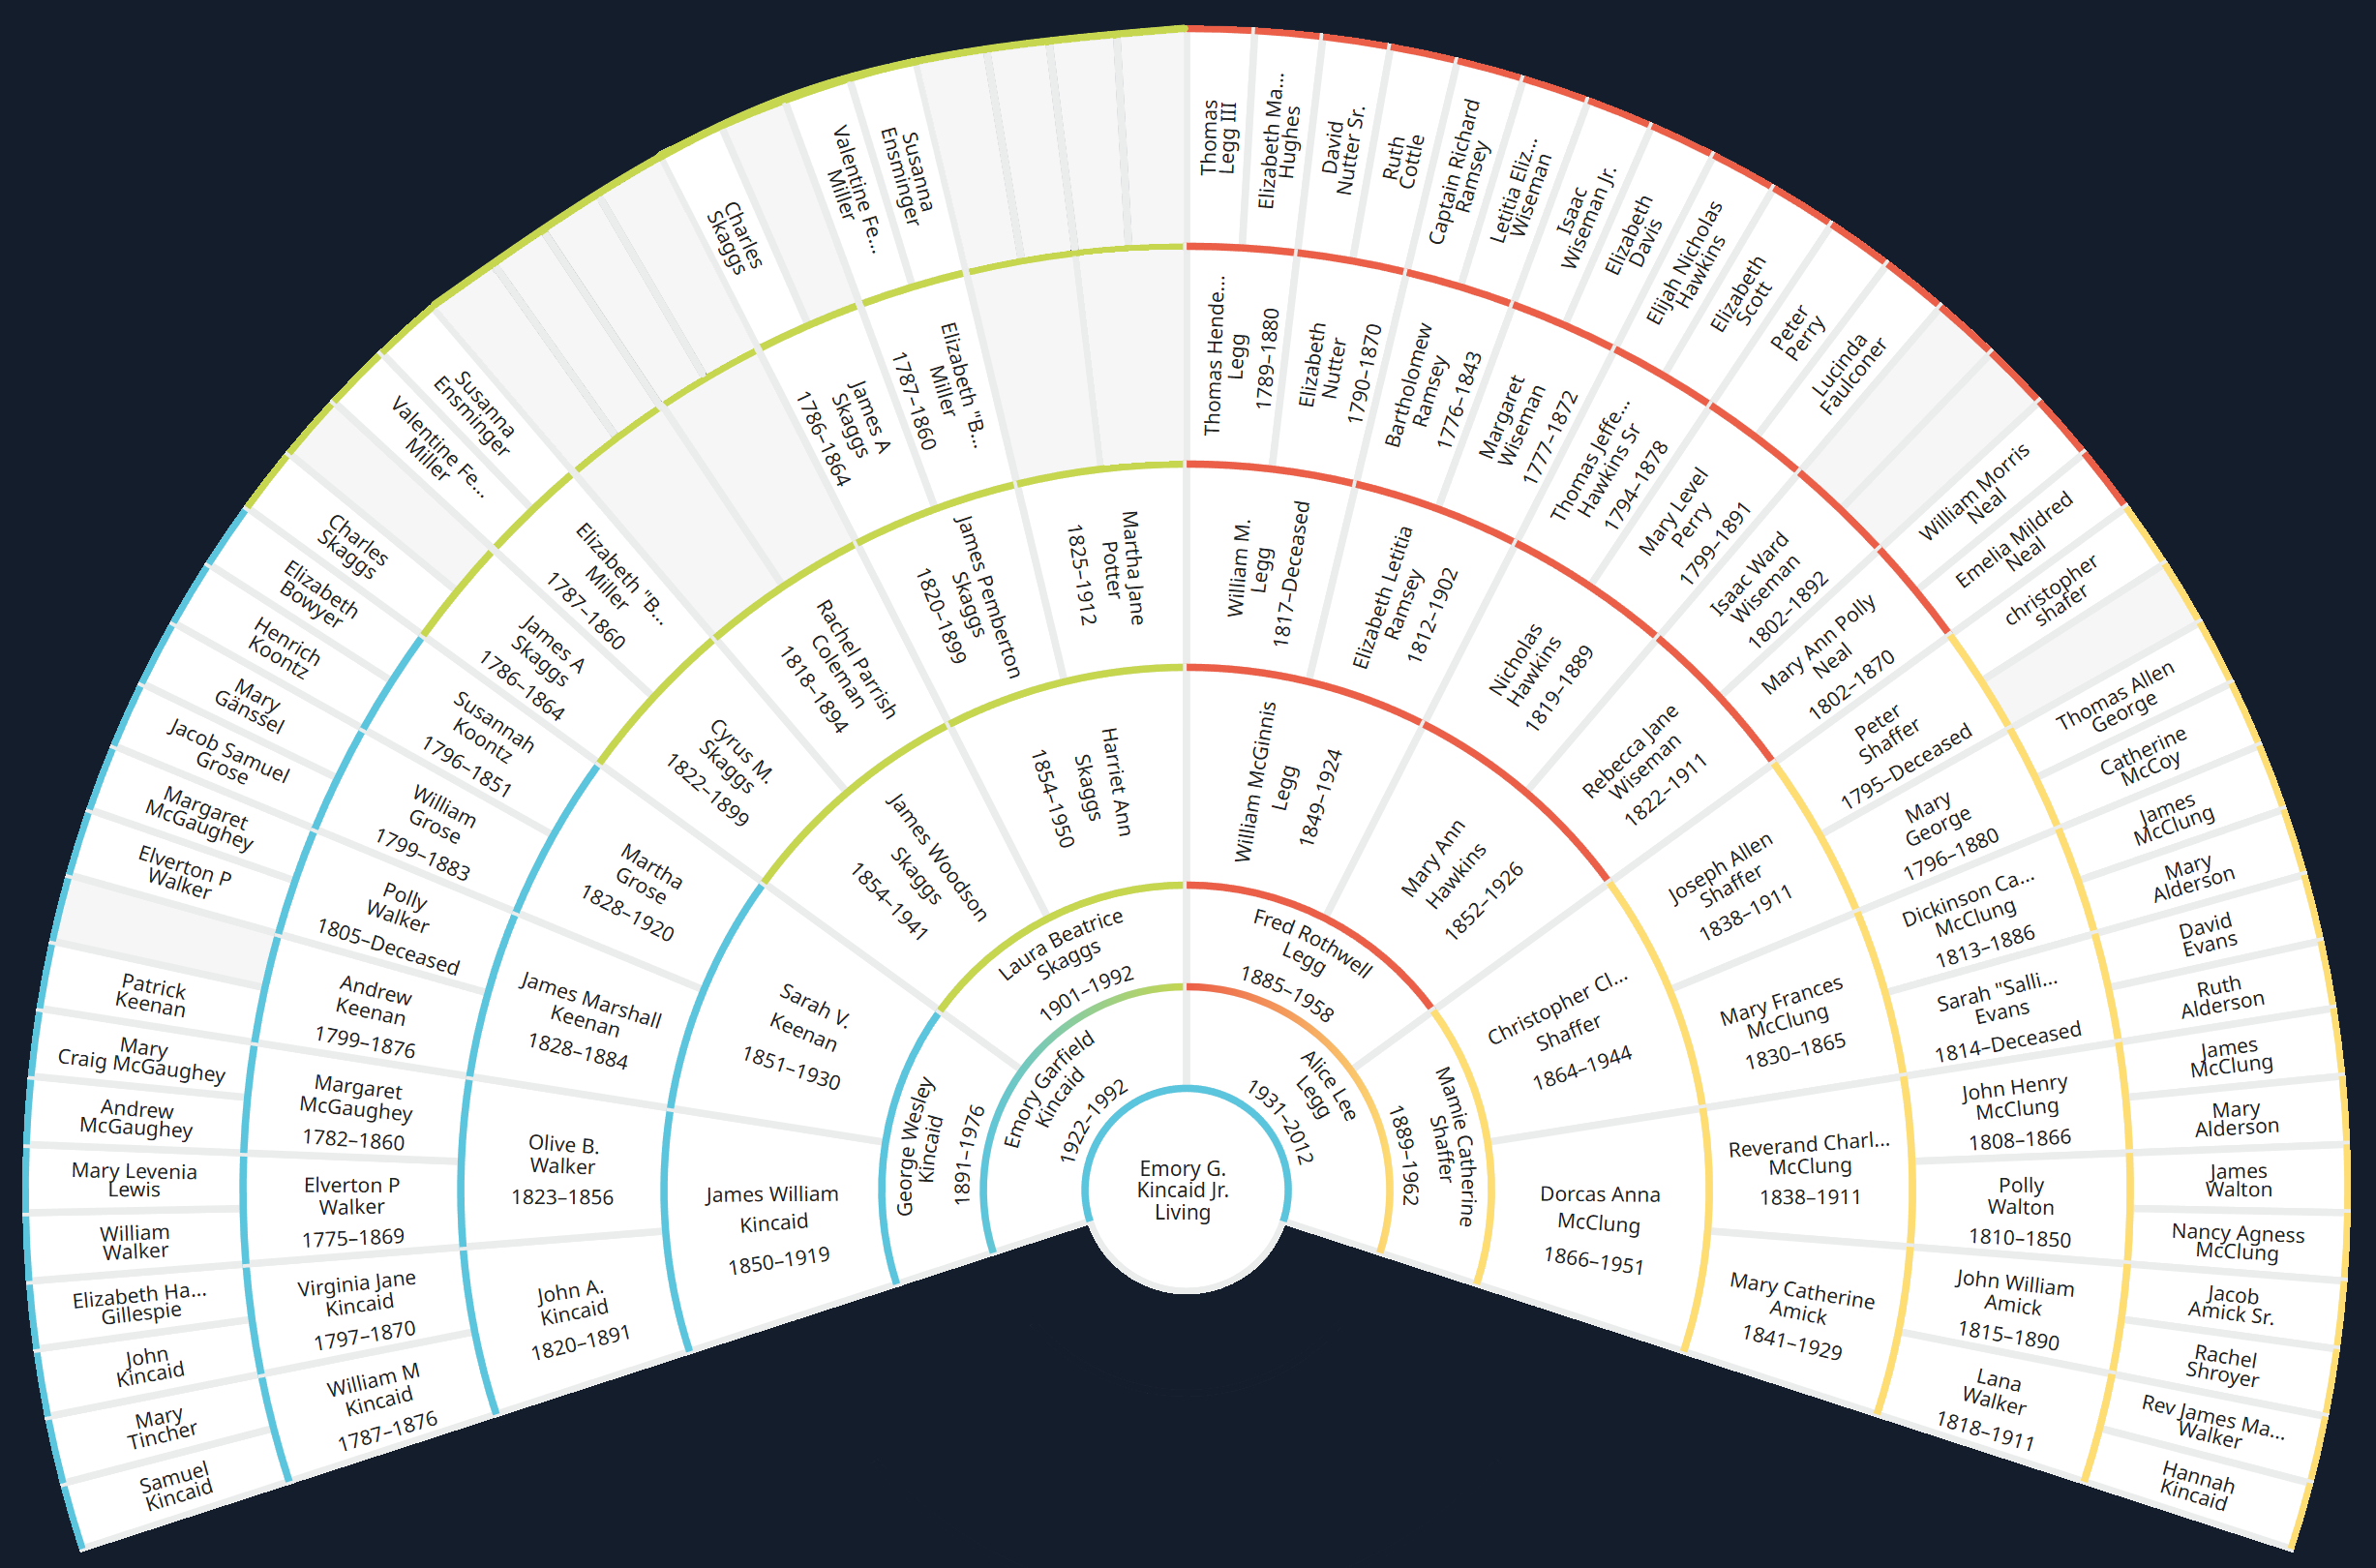 Emory G.
Kincaid Jr.
Living
Emory Garfield
Kincaid
1922–1992
Alice Lee
Legg
1931–2012
George Wesley
Kincaid
1891–1976
Laura Beatrice
Skaggs
1901–1992
Fred Rothwell
Legg
1885–1958
Mamie Catherine
Shaffer
1889–1962
James William
Kincaid
1850–1919
Sarah V.
Keenan
1851–1930
James Woodson
Skaggs
1854–1941
Harriet Ann
Skaggs
1854–1950
William McGinnis
Legg
1849–1924
Mary Ann
Hawkins
1852–1926
Christopher Cl...
Shaffer
1864–1944
Dorcas Anna
McClung
1866–1951
John A.
Kincaid
1820–1891
Olive B.
Walker
1823–1856
James Marshall
Keenan
1828–1884
Martha
Grose
1828–1920
Cyrus M.
Skaggs
1822–1899
Rachel Parrish
Coleman
1818–1894
James Pemberton
Skaggs
1820–1899
Martha Jane
Potter
1825–1912
William M.
Legg
1817–Deceased
Elizabeth Letitia
Ramsey
1812–1902
Nicholas
Hawkins
1819–1889
Rebecca Jane
Wiseman
1822–1911
Joseph Allen
Shaffer
1838–1911
Mary Frances
McClung
1830–1865
Reverand Charl...
McClung
1838–1911
Mary Catherine
Amick
1841–1929
William M
Kincaid
1787–1876
Virginia Jane
Kincaid
1797–1870
Elverton P
Walker
1775–1869
Margaret
McGaughey
1782–1860
Andrew
Keenan
1799–1876
Polly
Walker
1805–Deceased
William
Grose
1799–1883
Susannah
Koontz
1796–1851
James A
Skaggs
1786–1864
Elizabeth "B...
Miller
1787–1860
James A
Skaggs
1786–1864
Elizabeth "B...
Miller
1787–1860
Thomas Hende...
Legg
1789–1880
Elizabeth
Nutter
1790–1870
Bartholomew
Ramsey
1776–1843
Margaret
Wiseman
1777–1872
Thomas Jeffe...
Hawkins Sr
1794–1878
Mary Level
Perry
1799–1891
Isaac Ward
Wiseman
1802–1892
Mary Ann Polly
Neal
1802–1870
Peter
Shaffer
1795–Deceased
Mary
George
1796–1880
Dickinson Ca...
McClung
1813–1886
Sarah "Salli...
Evans
1814–Deceased
John Henry
McClung
1808–1866
Polly
Walton
1810–1850
John William
Amick
1815–1890
Lana
Walker
1818–1911
Samuel
Kincaid
Mary
Tincher
John
Kincaid
Elizabeth Ha...
Gillespie
William
Walker
Mary Levenia
Lewis
Andrew
McGaughey
Mary
Craig McGaughey
Patrick
Keenan
Elverton P
Walker
Margaret
McGaughey
Jacob Samuel
Grose
Mary
Gänssel
Henrich
Koontz
Elizabeth
Bowyer
Charles
Skaggs
Valentine Fe...
Miller
Susanna
Ensminger
Charles
Skaggs
Valentine Fe...
Miller
Susanna
Ensminger
Thomas
Legg III
Elizabeth Ma...
Hughes
David
Nutter Sr.
Ruth
Cottle
Captain Richard
Ramsey
Letitia Eliz...
Wiseman
Isaac
Wiseman Jr.
Elizabeth
Davis
Elijah Nicholas
Hawkins
Elizabeth
Scott
Peter
Perry
Lucinda
Faulconer
William Morris
Neal
Emelia Mildred
Neal
christopher
shafer
Thomas Allen
George
Catherine
McCoy
James
McClung
Mary
Alderson
David
Evans
Ruth
Alderson
James
McClung
Mary
Alderson
James
Walton
Nancy Agness
McClung
Jacob
Amick Sr.
Rachel
Shroyer
Rev James Ma...
Walker
Hannah
Kincaid